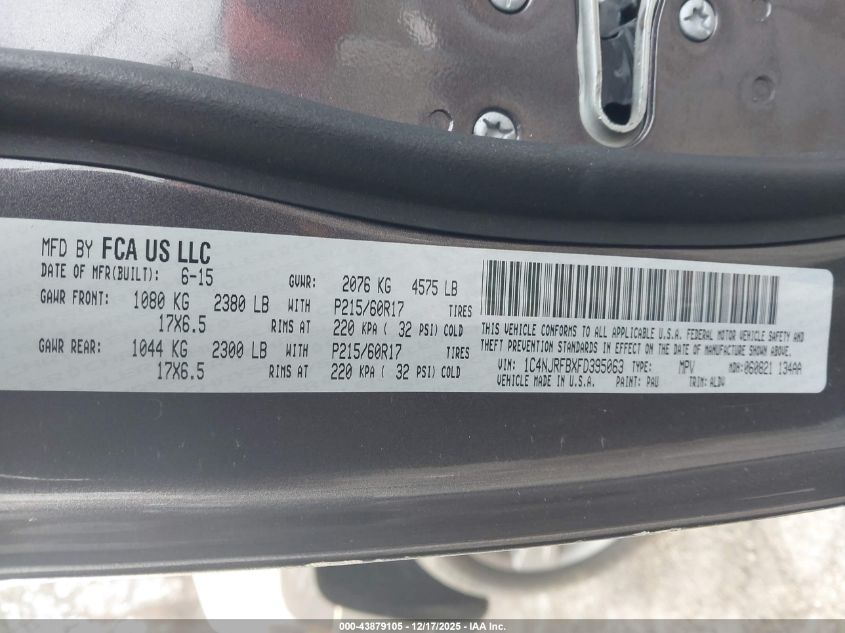 MFD BY FCA US LLC
DATE OF MFR(BUILT): 6-15 GVWR: 2076 KG 4575 LB
GAWR FRONT: 1080 KG 2380 LB WITH P215/60R17 TIRES
17X6.5 RIMS AT 220 KPA ( 32 PSI) COLD
GAWR REAR: 1044 KG 2300 LB WITH P215/60R17 TIRES
17X6.5 RIMS AT 220 KPA ( 32 PSI) COLD
THIS VEHICLE CONFORMS TO ALL APPLICABLE U.S.A. FEDERAL MOTOR VEHICLE SAFETY AND
THEFT PREVENTION STANDARDS IN EFFECT ON THE DATE OF MANUFACTURE SHOWN ABOVE.
VIN: 1C4NJRFBXFD395063 TYPE: MPV MDH:060821 134AA
VEHICLE MADE IN U.S.A. PAINT: PAU TRIM: ALDV
000-43879105 - 12/17/2025 - IAA Inc.